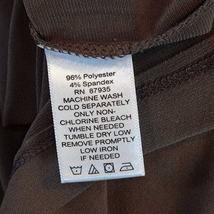 96% Polyester
4% Spandex
RN 87935
MACHINE WASH
COLD SEPARATELY
ONLY NON-
CHLORINE BLEACH
WHEN NEEDED
TUMBLE DRY LOW
REMOVE PROMPTLY
LOW IRON
IF NEEDED